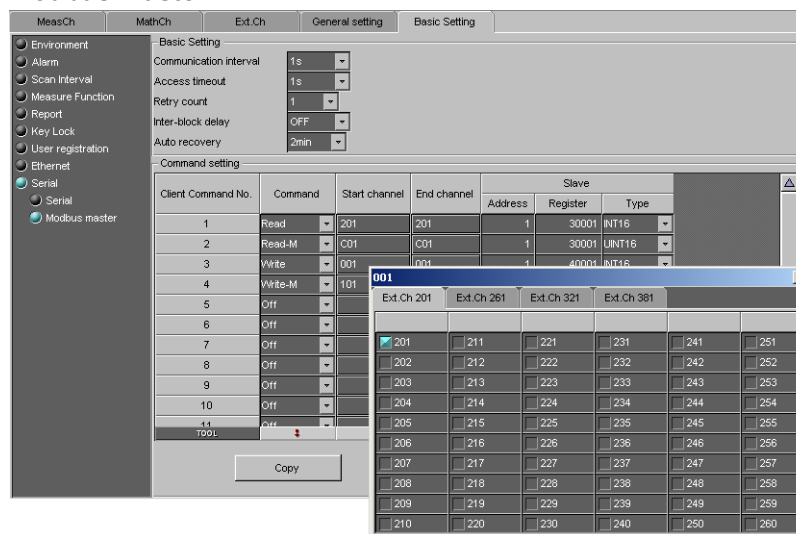 MeasCh MathCh Ext.Ch General setting Basic Setting
Environment
Alarm
Scan Interval
Measure Function
Report
Key Lock
User registration
Ethernet
Serial
Serial
Modbus master
Basic Setting
Communication interval 1s
Access timeout 1s
Retry count 1
Inter-block delay OFF
Auto recovery 2min
Command setting
Client Command No. Command Start channel End channel Slave
Address Register Type
1 Read 201 201 1 30001 INT16
2 Read-M C01 C01 1 30001 UINT16
3 Write 001 001 1 40001 INT16
4 Write-M 101
5 Off
6 Off
7 Off
8 Off
9 Off
10 Off
11 Off
TOOL
Copy
001
Ext.Ch 201 Ext.Ch 261 Ext.Ch 321 Ext.Ch 381
201 211 221 231 241 251
202 212 222 232 242 252
203 213 223 233 243 253
204 214 224 234 244 254
205 215 225 235 245 255
206 216 226 236 246 256
207 217 227 237 247 257
208 218 228 238 248 258
209 219 229 239 249 259
210 220 230 240 250 260